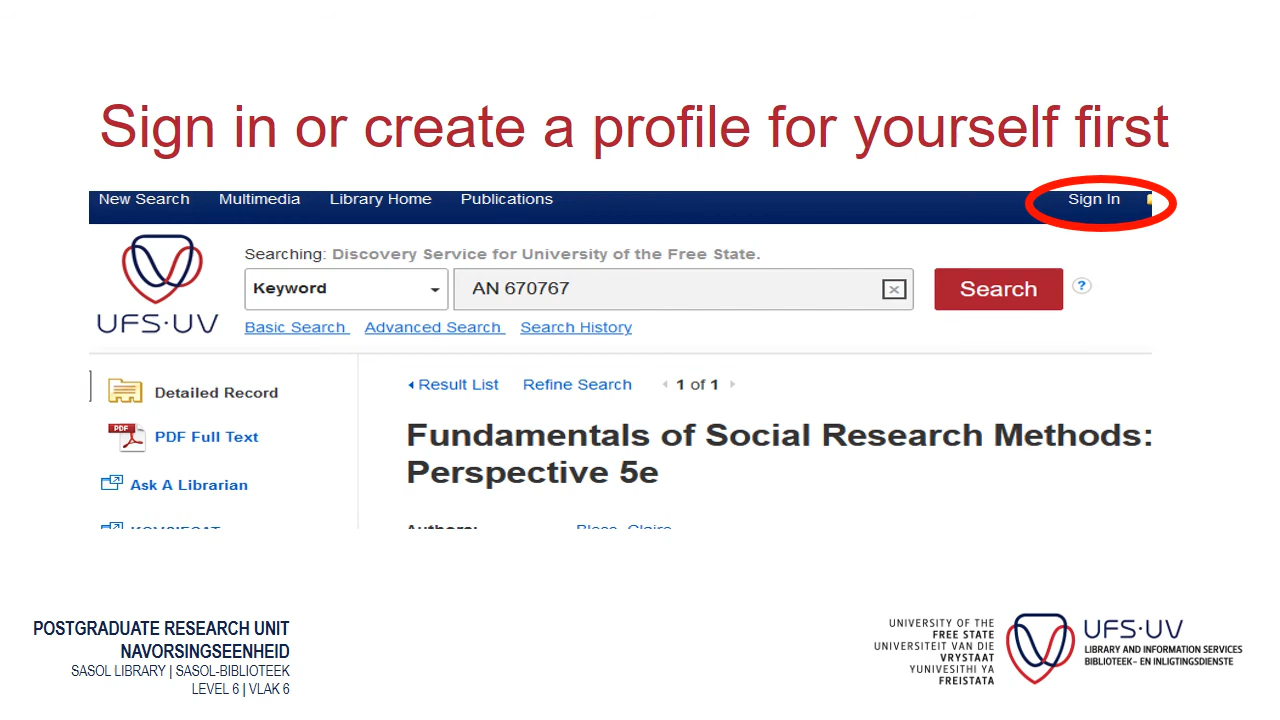 Sign in or create a profile for yourself first
New Search Multimedia Library Home Publications Sign In
Searching: Discovery Service for University of the Free State.
Keyword AN 670767 Search ?
UFS·UV
Basic Search Advanced Search Search History
Result List Refine Search 1 of 1
Detailed Record
PDF PDF Full Text
Ask A Librarian
Fundamentals of Social Research Methods:
Perspective 5e
Authors:
POSTGRADUATE RESEARCH UNIT
NAVORSINGSEENHEID
SASOL LIBRARY | SASOL-BIBLIOTEEK
LEVEL 6 | VLAK 6
UNIVERSITY OF THE
FREE STATE
UNIVERSITEIT VAN DIE
VRYSTAAT
YUNIVESITHI YA
FREISTATA
UFS·UV
LIBRARY AND INFORMATION SERVICES
BIBLIOTEEK- EN INLIGTINGSDIENSTE